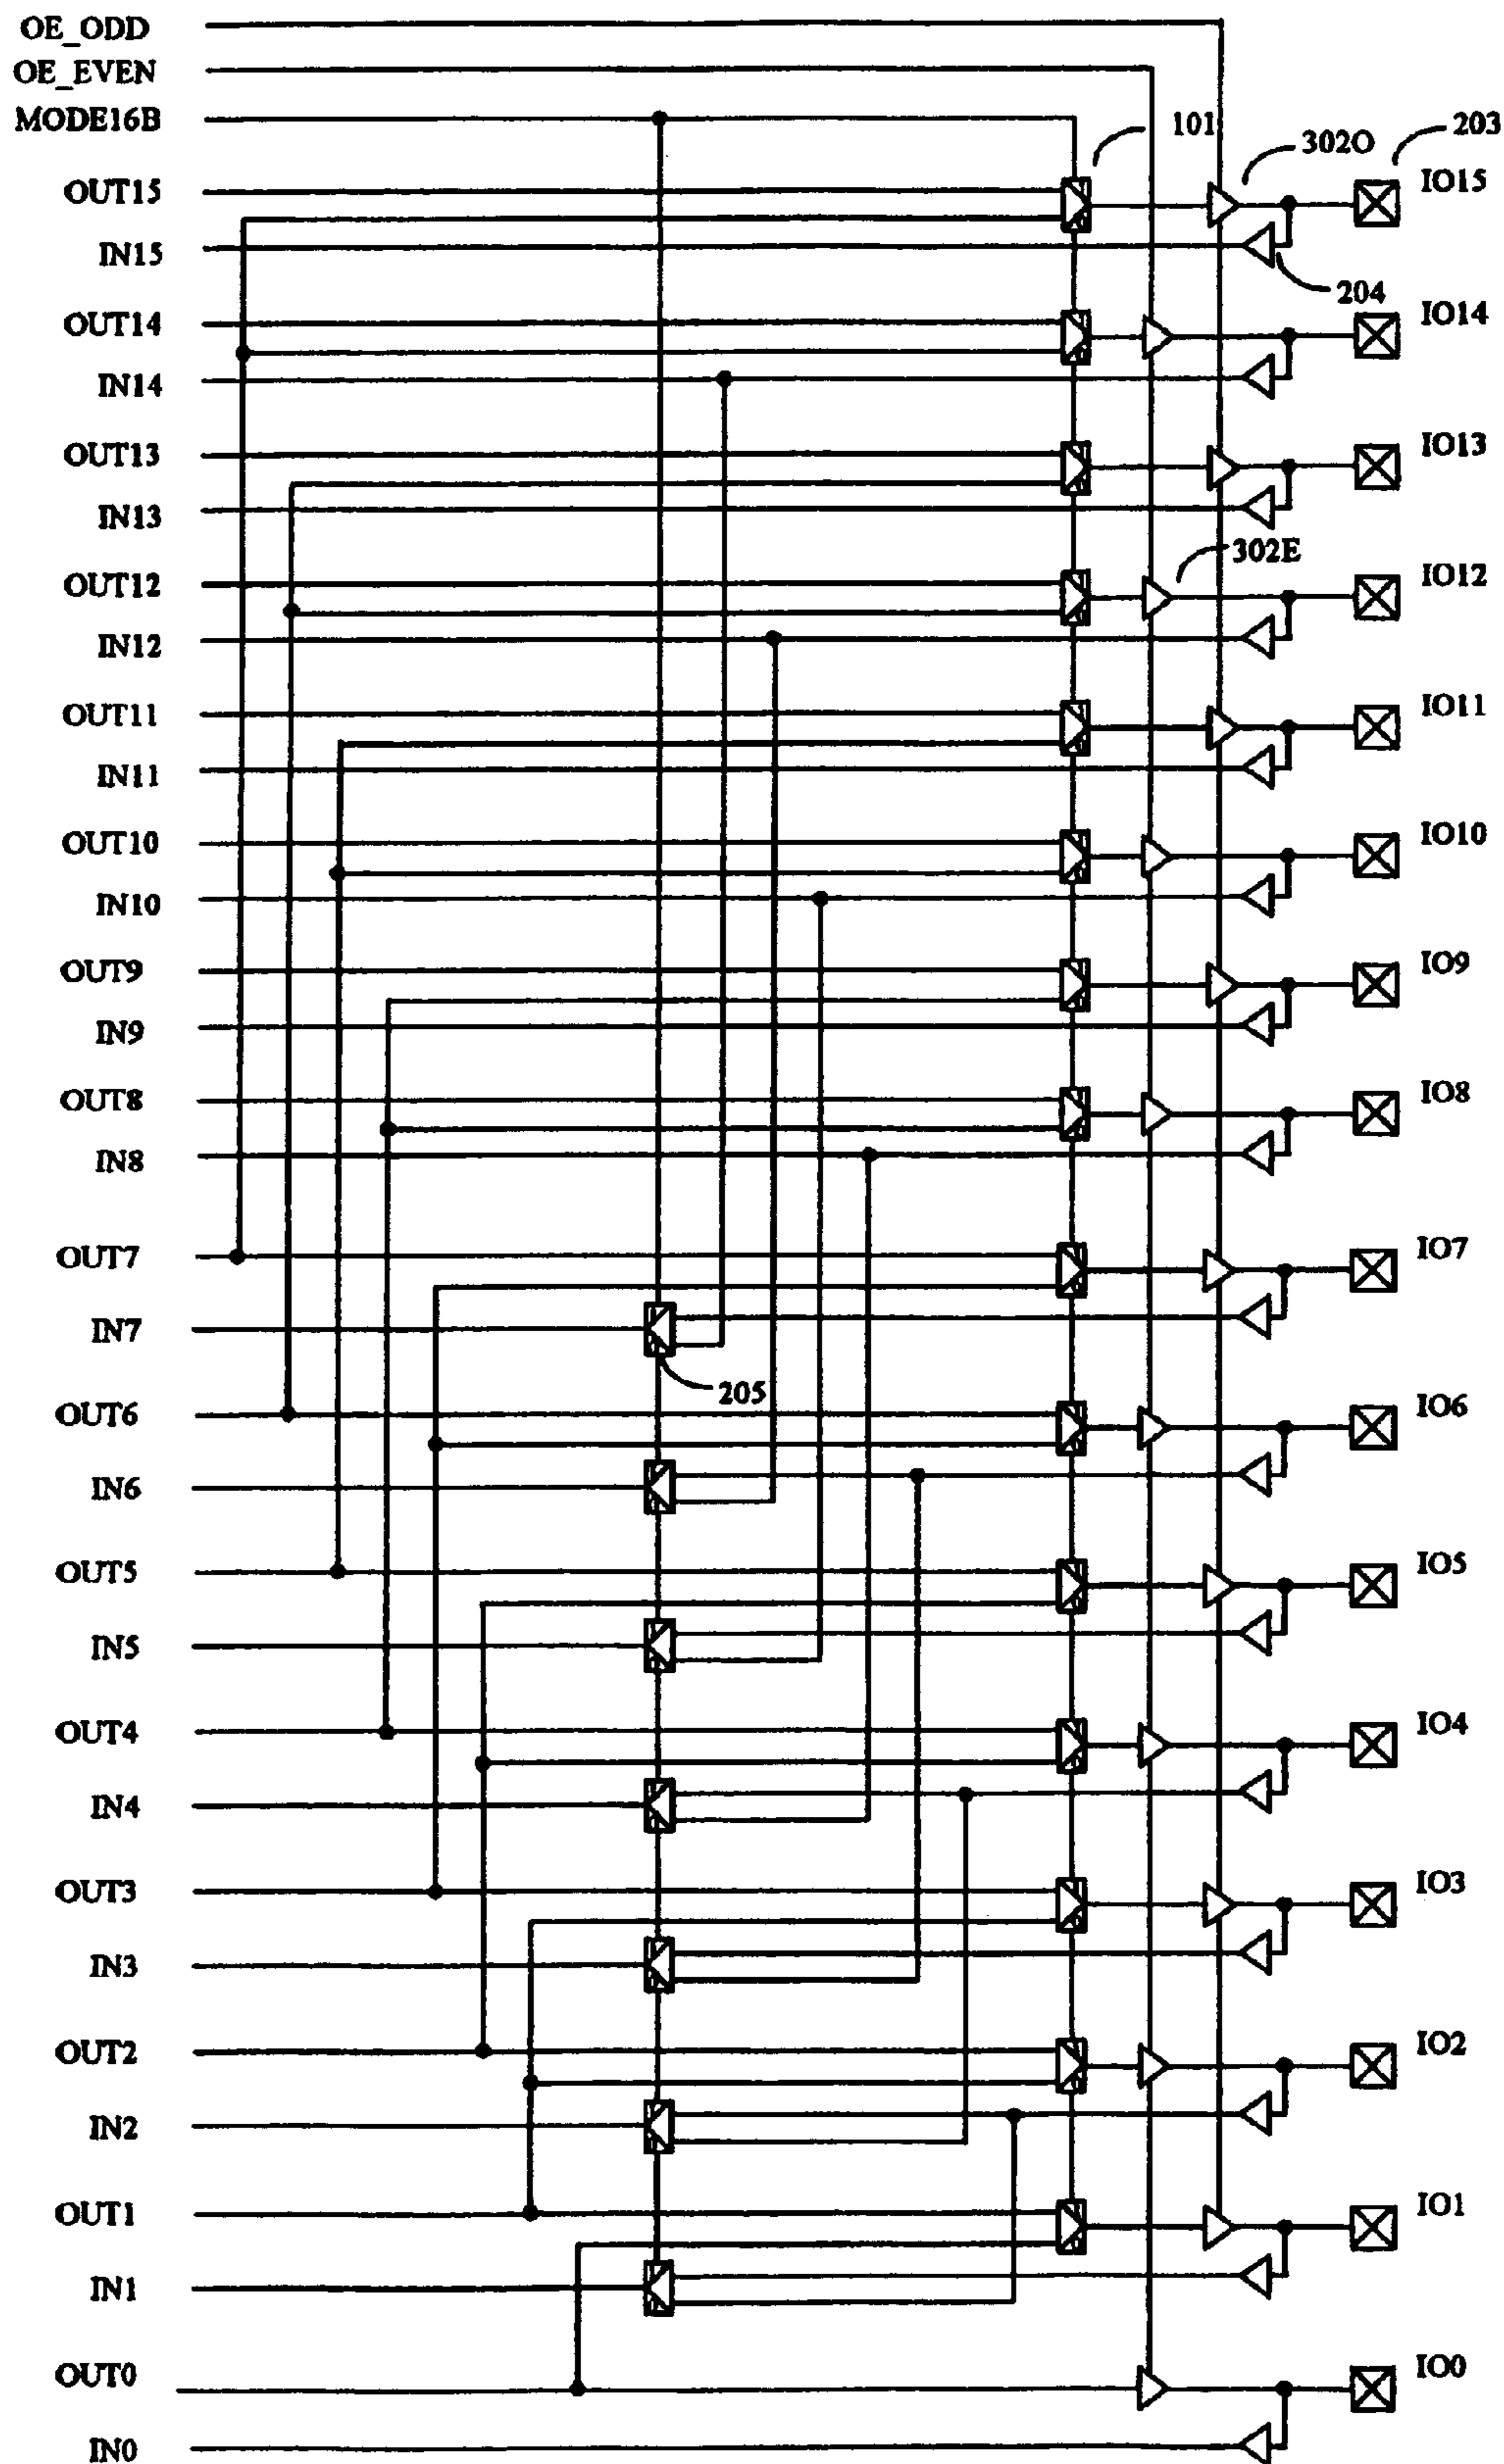 OE_ODD
OE_EVEN
MODE16B
101
302O
203
OUT15
IO15
IN15
204
OUT14
IO14
IN14
OUT13
IO13
IN13
302E
OUT12
IO12
IN12
OUT11
IO11
IN11
OUT10
IO10
IN10
OUT9
IO9
IN9
OUT8
IO8
IN8
OUT7
IO7
IN7
205
OUT6
IO6
IN6
OUT5
IO5
IN5
OUT4
IO4
IN4
OUT3
IO3
IN3
OUT2
IO2
IN2
OUT1
IO1
IN1
OUT0
IO0
IN0